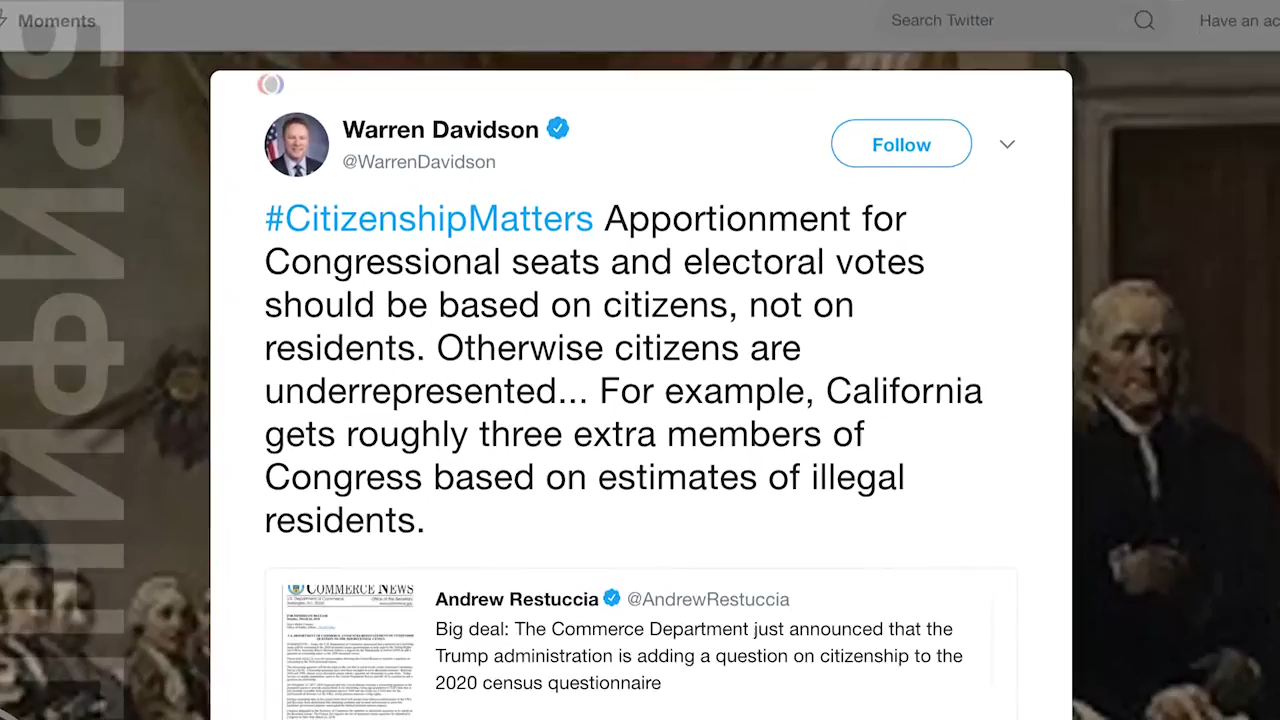 Moments
Search Twitter
Have an ac
БРИФИН
Warren Davidson
@WarrenDavidson
Follow
#CitizenshipMatters Apportionment for
Congressional seats and electoral votes
should be based on citizens, not on
residents. Otherwise citizens are
underrepresented... For example, California
gets roughly three extra members of
Congress based on estimates of illegal
residents.
COMMERCE NEWS
Andrew Restuccia @AndrewRestuccia
Big deal: The Commerce Department just announced that the
Trump administration is adding a question on citizenship to the
2020 census questionnaire